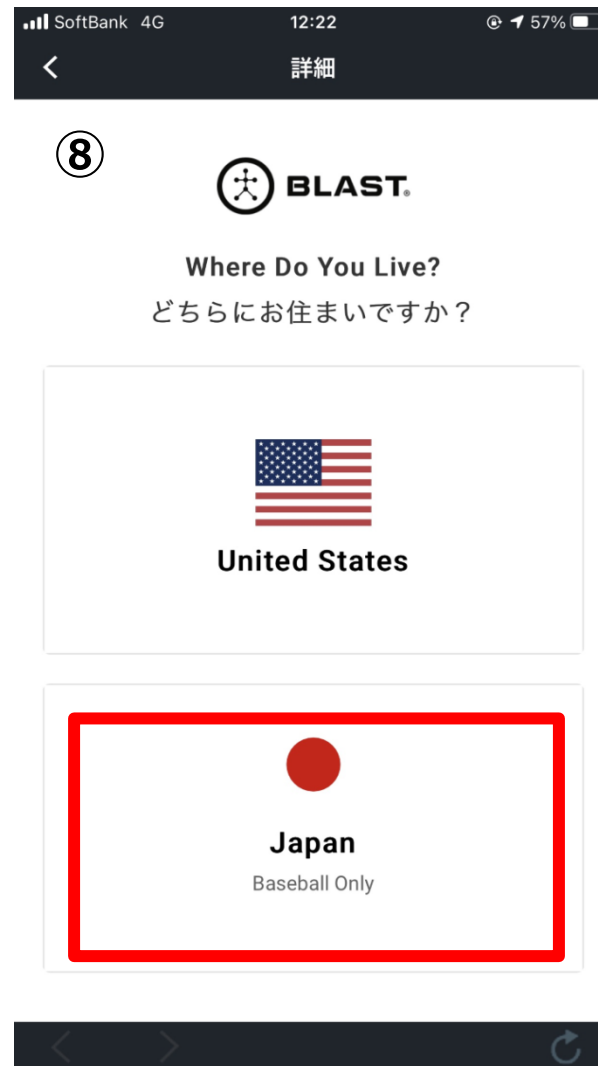 SoftBank 4G 12:22 57%
詳細
⑧
BLAST®
Where Do You Live?
どちらにお住まいですか？
United States
Japan
Baseball Only